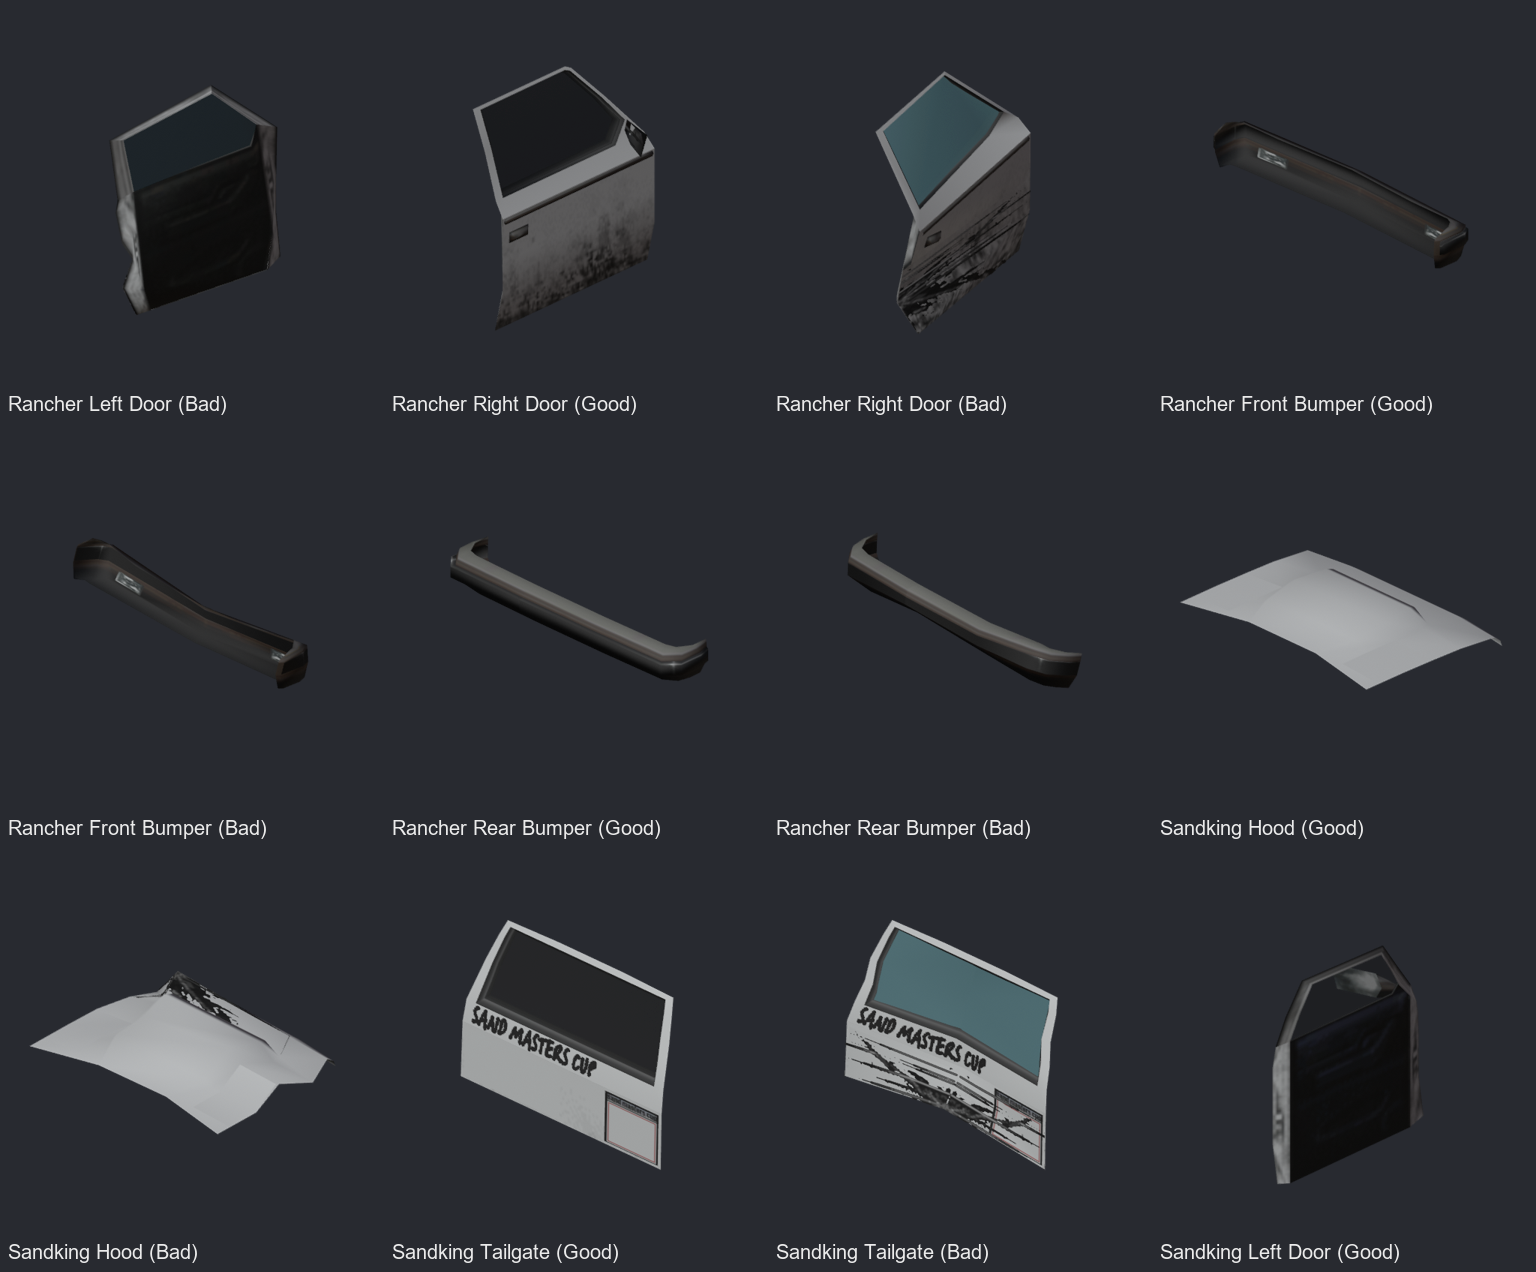 Rancher Left Door (Bad)
Rancher Right Door (Good)
Rancher Right Door (Bad)
Rancher Front Bumper (Good)
Rancher Front Bumper (Bad)
Rancher Rear Bumper (Good)
Rancher Rear Bumper (Bad)
Sandking Hood (Good)
SAND MASTERS CUP
SAND MASTERS CUP
Sandking Hood (Bad)
Sandking Tailgate (Good)
Sandking Tailgate (Bad)
Sandking Left Door (Good)